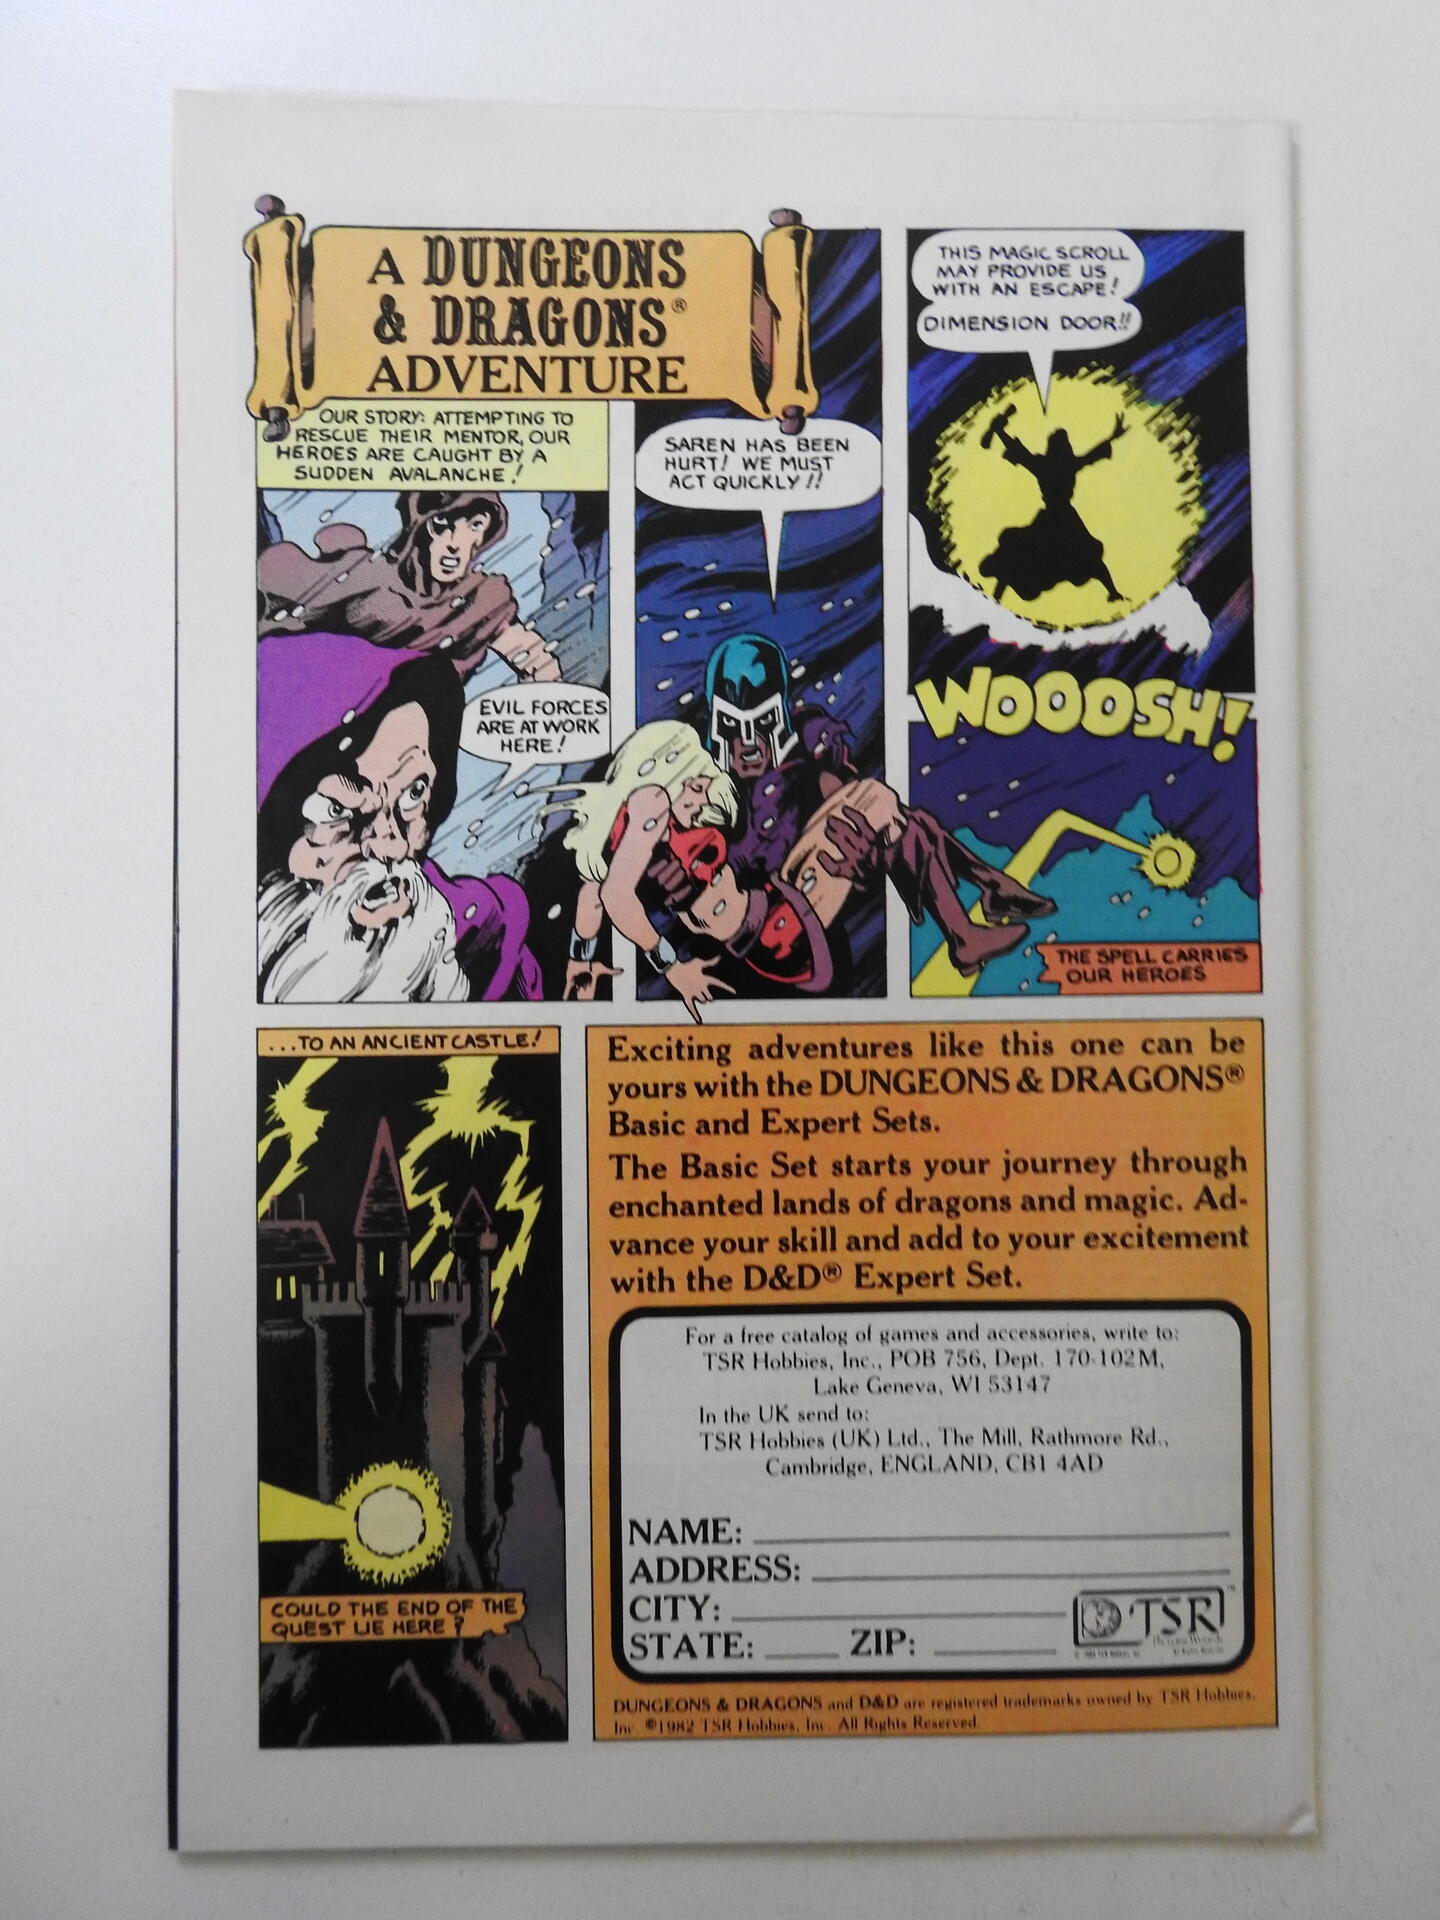 A DUNGEONS
& DRAGONS®
ADVENTURE
OUR STORY: ATTEMPTING TO
RESCUE THEIR MENTOR, OUR
HEROES ARE CAUGHT BY A
SUDDEN AVALANCHE!
EVIL FORCES
ARE AT WORK
HERE!
SAREN HAS BEEN
HURT! WE MUST
ACT QUICKLY!!
THIS MAGIC SCROLL
MAY PROVIDE US
WITH AN ESCAPE!
DIMENSION DOOR!!
WOOOSH!
THE SPELL CARRIES
OUR HEROES
...TO AN ANCIENT CASTLE!
COULD THE END OF THE
QUEST LIE HERE?
Exciting adventures like this one can be
yours with the DUNGEONS & DRAGONS®
Basic and Expert Sets.
The Basic Set starts your journey through
enchanted lands of dragons and magic. Ad-
vance your skill and add to your excitement
with the D&D® Expert Set.
For a free catalog of games and accessories, write to:
TSR Hobbies, Inc., POB 756, Dept. 170-102M,
Lake Geneva, WI 53147
In the UK send to:
TSR Hobbies (UK) Ltd., The Mill, Rathmore Rd.,
Cambridge, ENGLAND, CB1 4AD
NAME:
ADDRESS:
CITY:
STATE: ZIP:
TSR™
The Game Wizards
DUNGEONS & DRAGONS and D&D are registered trademarks owned by TSR Hobbies,
Inc. ©1982 TSR Hobbies, Inc. All Rights Reserved.